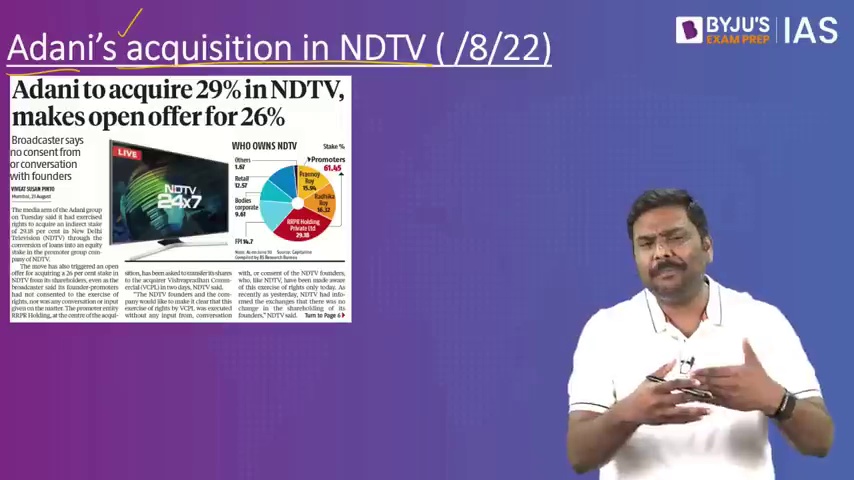 Adani's acquisition in NDTV ( /8/22)
BYJU'S
EXAM PREP
IAS
Adani to acquire 29% in NDTV,
makes open offer for 26%
Broadcaster says
no consent from
or conversation
with founders
VIVEAT SUSAN PINTO
Mumbai, 23 August
The media arm of the Adani group
on Tuesday said it had exercised
rights to acquire an indirect stake
of 29.18 per cent in New Delhi
Television (NDTV) through the
conversion of loans into an equity
stake in the promoter group com-
pany of NDTV.
The move has also triggered an open
offer for acquiring a 26 per cent stake in
NDTV from its shareholders, even as the
broadcaster said its founder-promoters
had not consented to the exercise of
rights, nor was any conversation or input
given on the matter. The promoter entity
RRPR Holding, at the centre of the acqui-
LIVE
NDTV
24x7
WHO OWNS NDTV
Stake %
Others
1.67
Retail
12.57
Bodies
corporate
9.61
FPI 14.7
Promoters
61.45
Prannoy
Roy
15.94
Radhika
Roy
16.32
RRPR Holding
Private Ltd
29.18
Note: As on June 30 Source: Capitaline
Compiled by BS Research Bureau
sition, has been asked to transfer its shares
to the acquirer Vishvapradhan Comm-
ercial (VCPL) in two days, NDTV said.
"The NDTV founders and the com-
pany would like to make it clear that this
exercise of rights by VCPL was executed
without any input from, conversation
with, or consent of the NDTV founders,
who, like NDTV, have been made aware
of this exercise of rights only today. As
recently as yesterday, NDTV had infor-
med the exchanges that there was no
change in the shareholding of its
founders," NDTV said.
Turn to Page 6